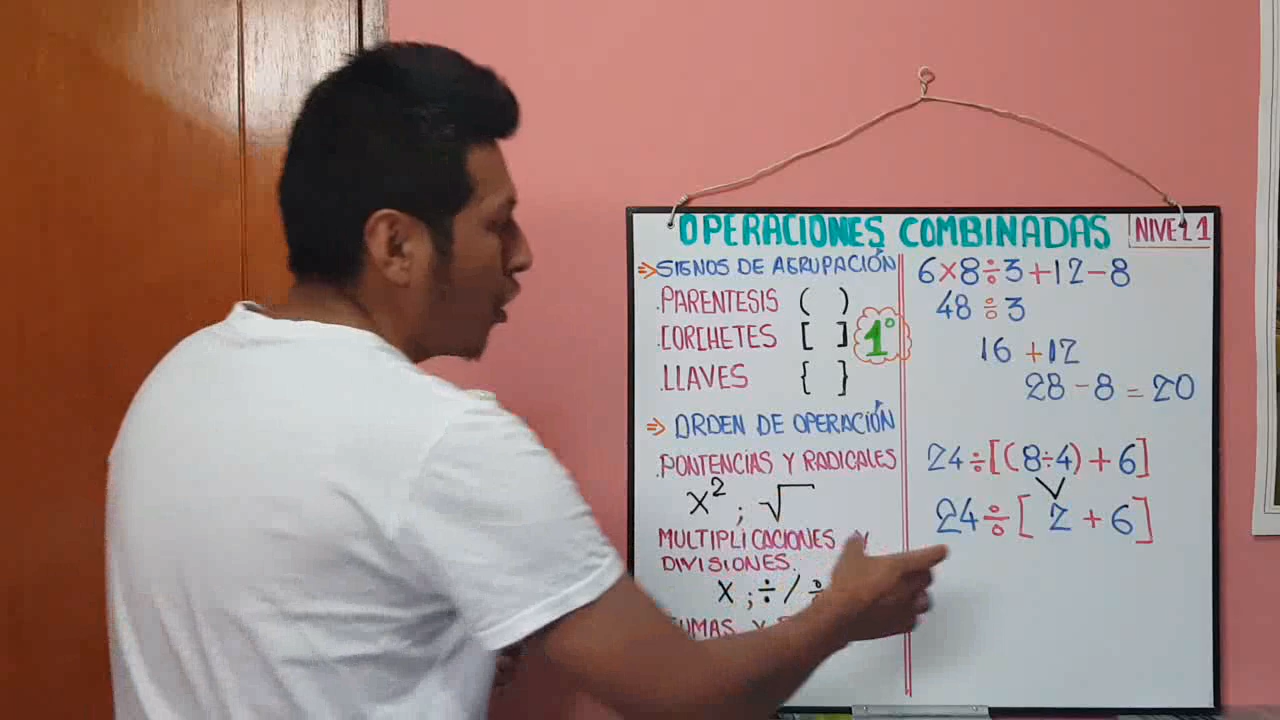 OPERACIONES COMBINADAS NIVEL 1
⇒ SIGNOS DE AGRUPACIÓN
.PARENTESIS ( )
.CORCHETES [ ] 1°
.LLAVES { }
⇒ ORDEN DE OPERACIÓN
.PONTENCIAS Y RADICALES
x² ; √
MULTIPLICACIONES Y
DIVISIONES.
X ; ÷ /
SUMAS Y
6×8÷3+12-8
48 ÷3
16 +12
28-8=20
24÷[(8÷4)+6]
24÷[ 2 +6]